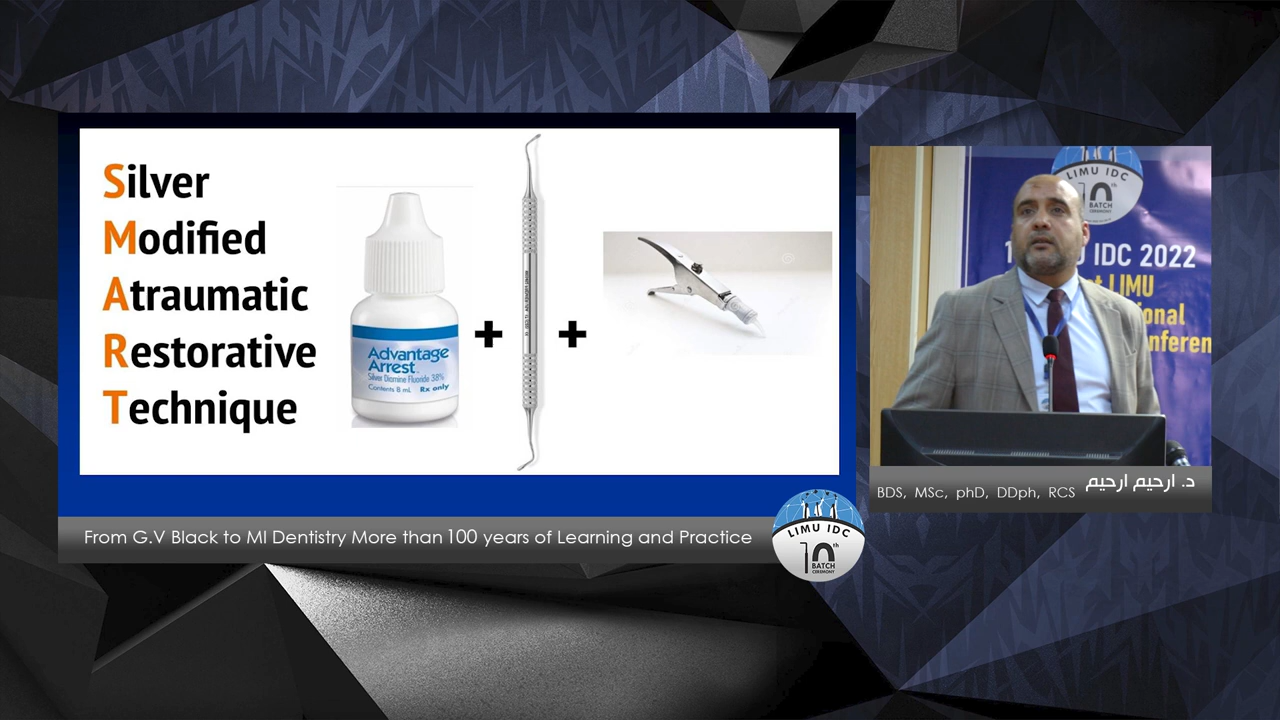 Silver
Modified
Atraumatic
Restorative
Technique
Advantage
Arrest
Silver Diamine Fluoride 38%
Contents 8 mL Rx only
+
+
LIMU IDC
10th
BATCH
CEREMONY
IDC 2022
LIMU
BDS, MSc, phD, DDph, RCS
د. ارحيم ارحيم
From G.V Black to MI Dentistry More than 100 years of Learning and Practice
LIMU IDC
10th
BATCH
CEREMONY